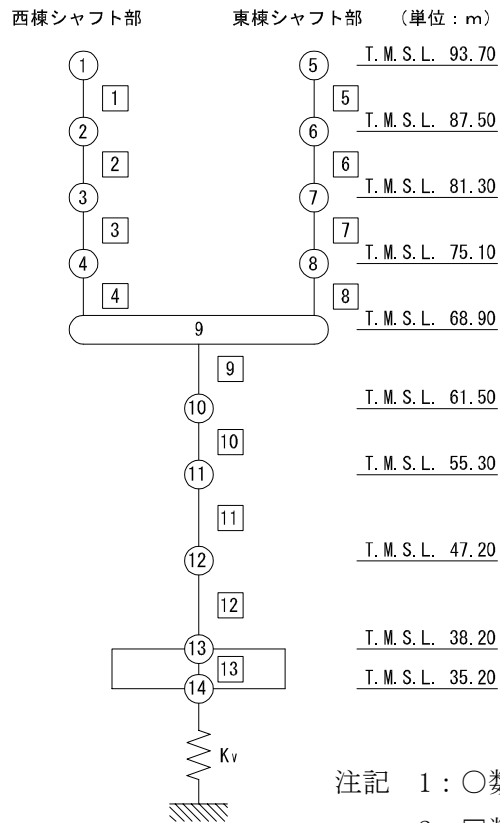 西棟シャフト部 東棟シャフト部 (単位:m)
1 5 T.M.S.L. 93.70
1 5
2 6 T.M.S.L. 87.50
2 6
3 7 T.M.S.L. 81.30
3 7
4 8 T.M.S.L. 75.10
4 8
9 T.M.S.L. 68.90
9
10 T.M.S.L. 61.50
10
11 T.M.S.L. 55.30
11
12 T.M.S.L. 47.20
12
13 T.M.S.L. 38.20
13
14 T.M.S.L. 35.20
Kv
注記 1:○数